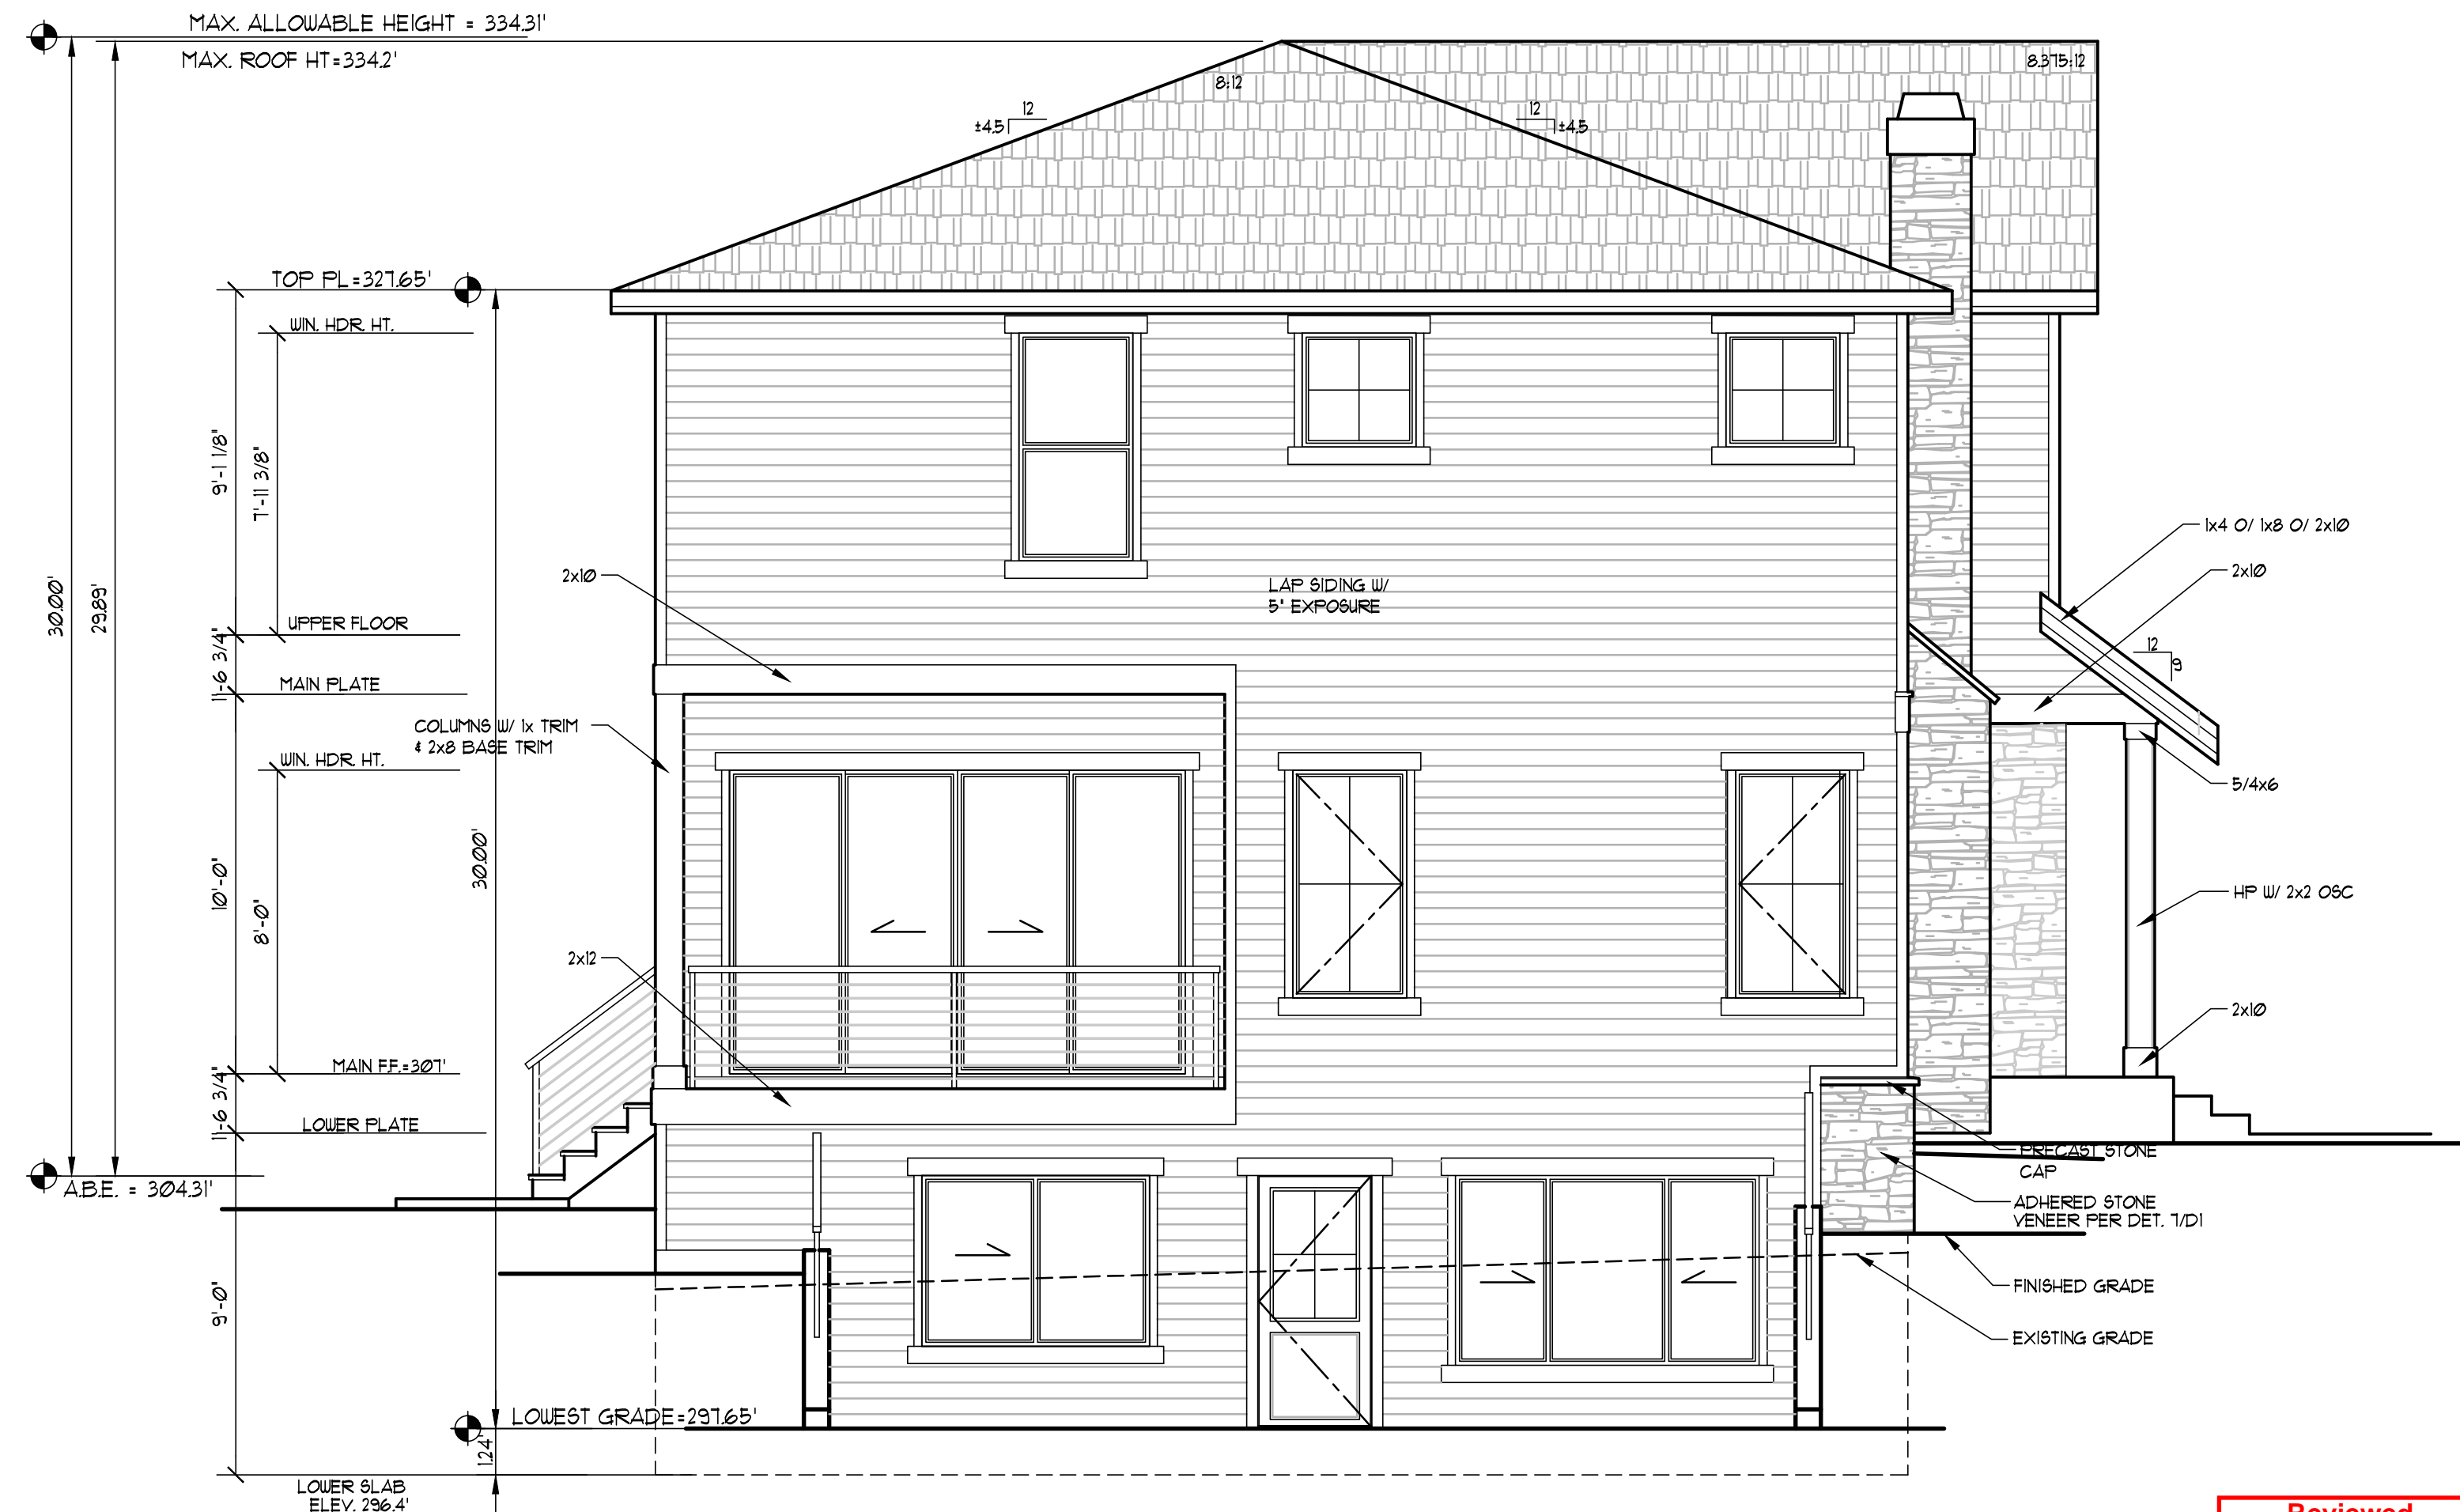 MAX. ALLOWABLE HEIGHT = 334.31'
MAX. ROOF HT=334.2'
8:12
8.375:12
12
±4.5
12
±4.5
TOP PL=327.65'
WIN. HDR. HT.
9'-1 1/8"
7'-11 3/8"
30.00'
29.89'
UPPER FLOOR
1'-6 3/4"
MAIN PLATE
2x10
LAP SIDING W/
5" EXPOSURE
1x4 O/ 1x8 O/ 2x10
2x10
12
9
COLUMNS W/ 1x TRIM
& 2x8 BASE TRIM
WIN. HDR. HT.
5/4x6
10'-0"
8'-0"
30.00'
HP W/ 2x2 OSC
2x12
2x10
MAIN F.F.=307'
1'-6 3/4"
LOWER PLATE
A.B.E. = 304.31'
PRECAST STONE
CAP
ADHERED STONE
VENEER PER DET. 7/D1
FINISHED GRADE
EXISTING GRADE
9'-0"
LOWEST GRADE=297.65'
1.24'
LOWER SLAB
ELEV. 296.4'
Reviewed